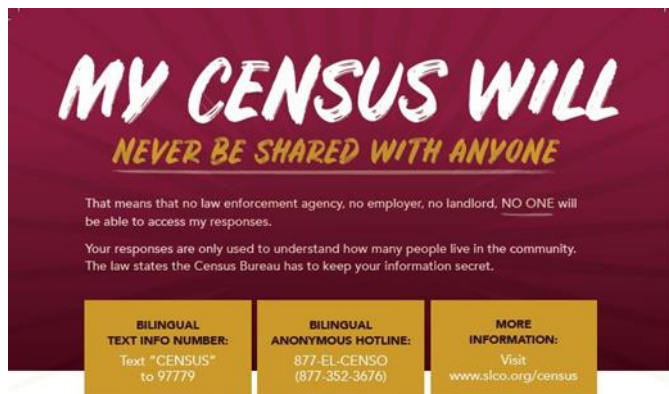 MY CENSUS WILL
NEVER BE SHARED WITH ANYONE
That means that no law enforcement agency, no employer, no landlord, NO ONE will
be able to access my responses.
Your responses are only used to understand how many people live in the community.
The law states the Census Bureau has to keep your information secret.
BILINGUAL
TEXT INFO NUMBER:
Text "CENSUS"
to 97779
BILINGUAL
ANONYMOUS HOTLINE:
877-EL-CENSO
(877-352-3676)
MORE
INFORMATION:
Visit
www.slco.org/census